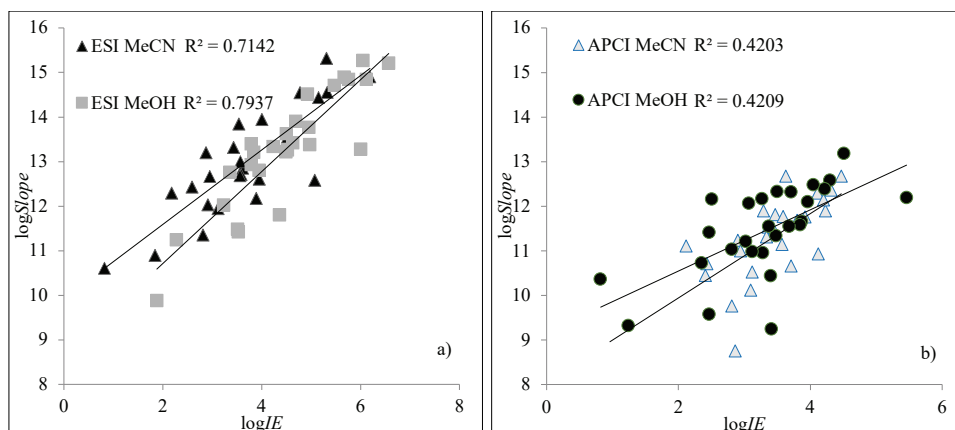 16
15
14
13
12
11
10
9
8
logSlope
ESI MeCN R² = 0.7142
ESI MeOH R² = 0.7937
a)
0 2 4 6 8
logIE
16
15
14
13
12
11
10
9
8
logSlope
APCI MeCN R² = 0.4203
APCI MeOH R² = 0.4209
b)
0 2 4 6
logIE